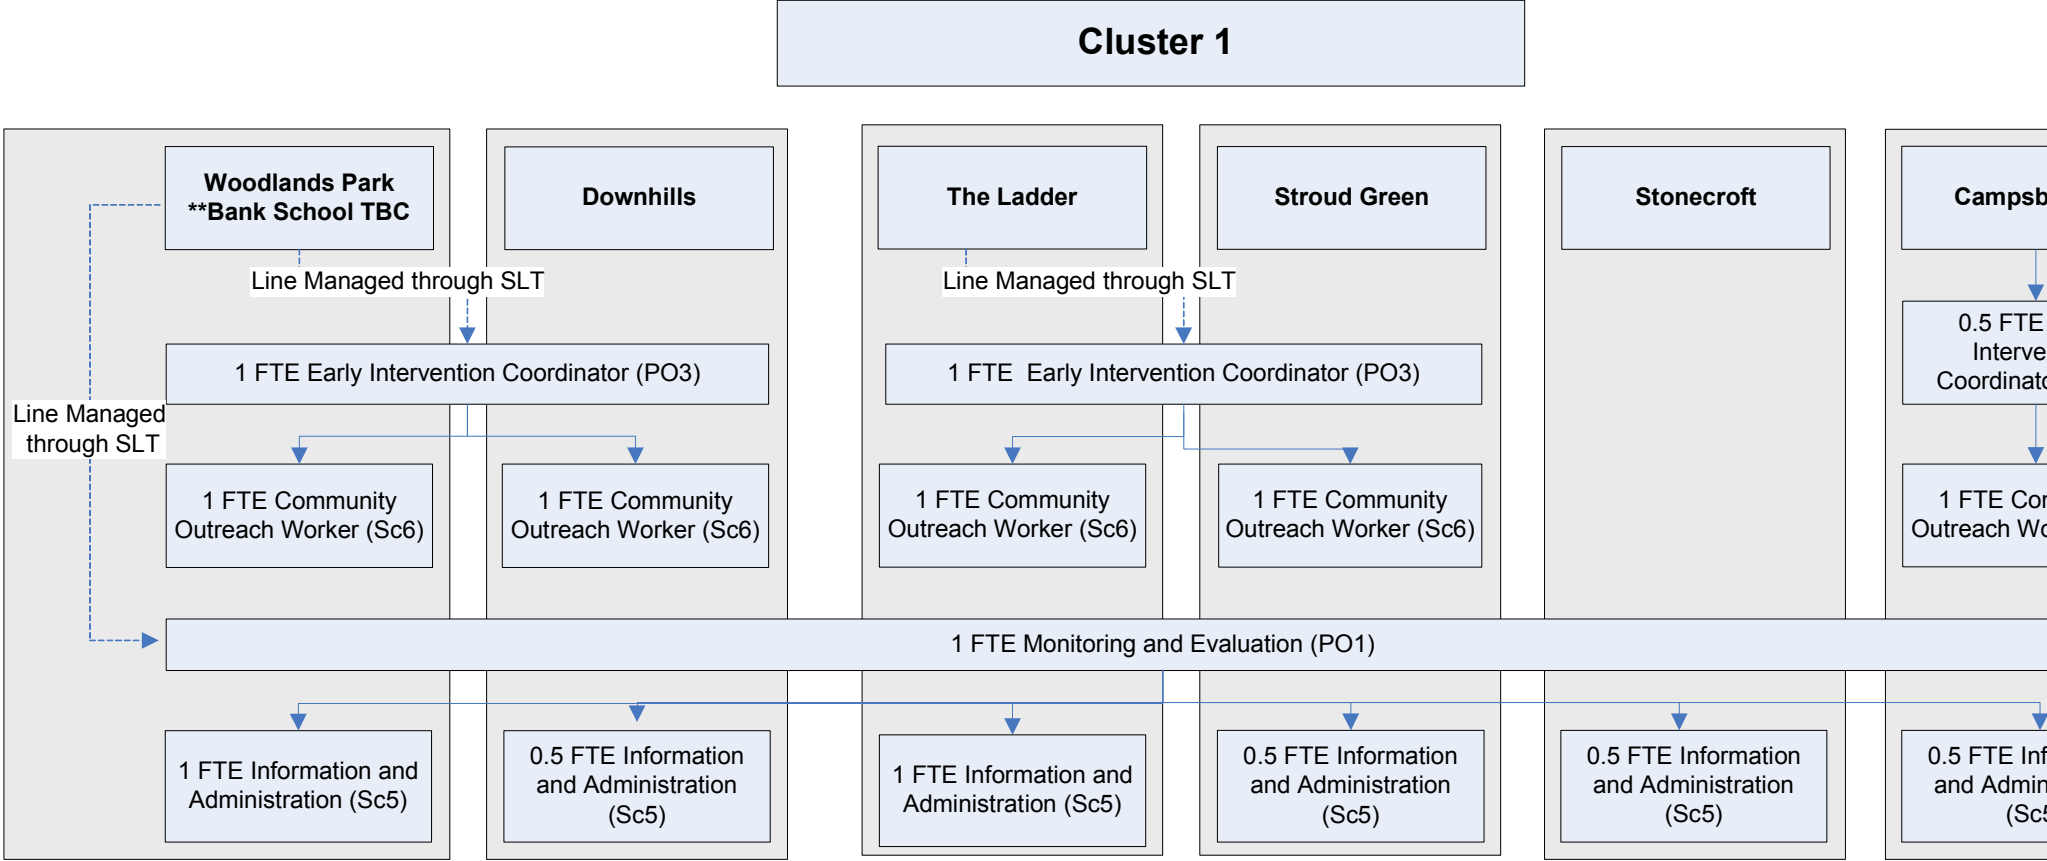 Cluster 1
Woodlands Park
**Bank School TBC
Downhills
The Ladder
Stroud Green
Stonecroft
Line Managed through SLT
Line Managed through SLT
1 FTE Early Intervention Coordinator (PO3)
1 FTE  Early Intervention Coordinator (PO3)
0.5 FTE
Line Managed
through SLT
1 FTE Community
Outreach Worker (Sc6)
1 FTE Community
Outreach Worker (Sc6)
1 FTE Community
Outreach Worker (Sc6)
1 FTE Community
Outreach Worker (Sc6)
1 FTE
Outreach
1 FTE Monitoring and Evaluation (PO1)
1 FTE Information and
Administration (Sc5)
0.5 FTE Information
and Administration
(Sc5)
1 FTE Information and
Administration (Sc5)
0.5 FTE Information
and Administration
(Sc5)
0.5 FTE Information
and Administration
(Sc5)
0.5 FTE
and